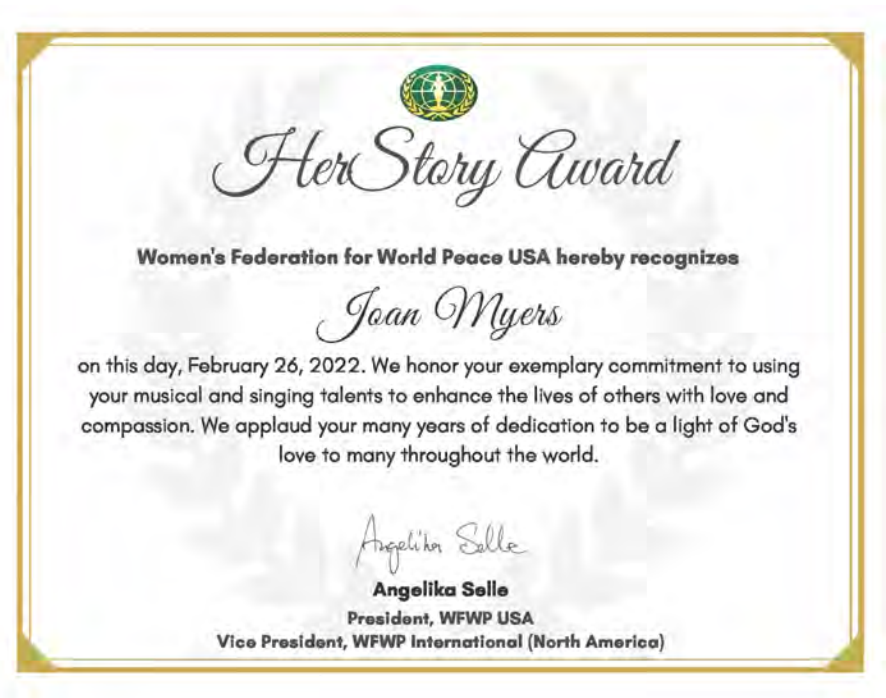 HerStory Award
Women's Federation for World Peace USA hereby recognizes
Joan Myers
on this day, February 26, 2022. We honor your exemplary commitment to using
your musical and singing talents to enhance the lives of others with love and
compassion. We applaud your many years of dedication to be a light of God's
love to many throughout the world.
Angelika Selle
Angelika Selle
President, WFWP USA
Vice President, WFWP International (North America)